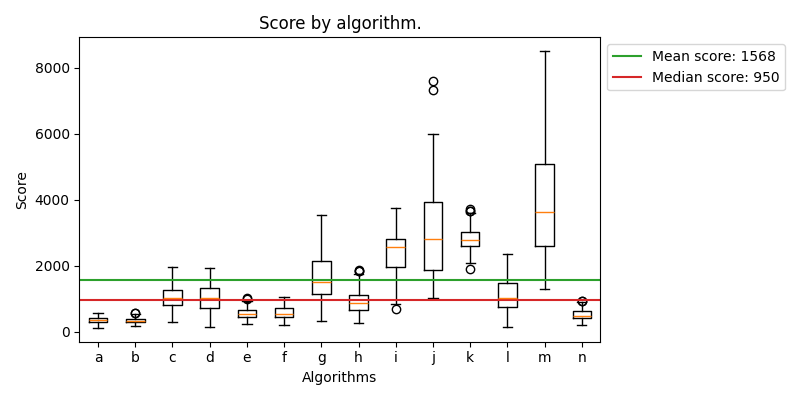 Score by algorithm.
Mean score: 1568
Median score: 950
8000
6000
4000
2000
0
Score
a b c d e f g h i j k l m n
Algorithms